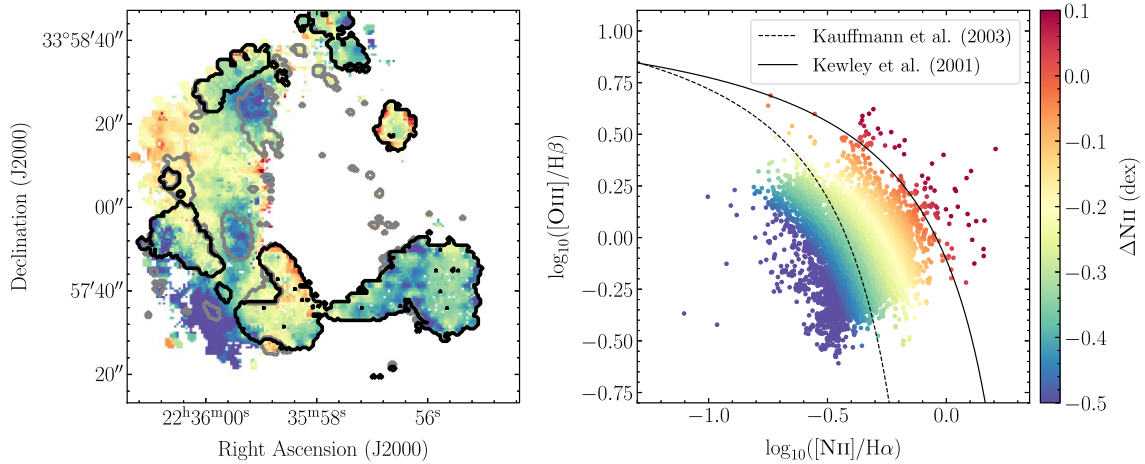 33°58′40″
20″
00″
57′40″
20″
Declination (J2000)
22ʰ36ᵐ00ˢ
35ᵐ58ˢ
56ˢ
Right Ascension (J2000)
1.00
0.75
0.50
0.25
0.00
−0.25
−0.50
−0.75
log₁₀([OIII]/Hβ)
Kauffmann et al. (2003)
Kewley et al. (2001)
−1.0
−0.5
0.0
log₁₀([NII]/Hα)
0.1
0.0
−0.1
−0.2
−0.3
−0.4
−0.5
ΔNII (dex)